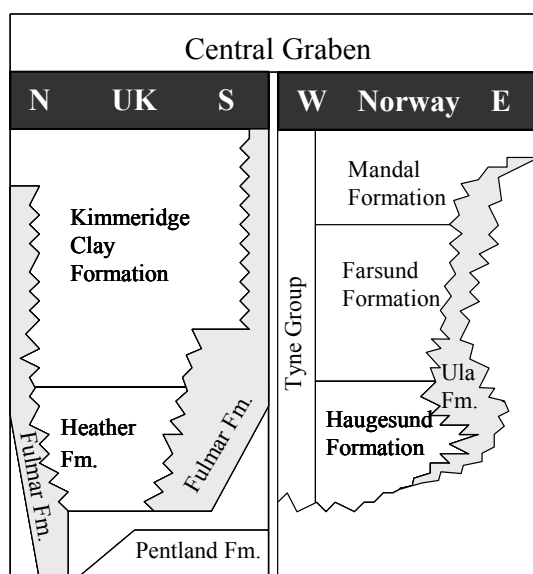 Central Graben
N UK S
W Norway E
Kimmeridge
Clay
Formation
Heather
Fm.
Fulmar Fm.
Fulmar Fm.
Pentland Fm.
Tyne Group
Mandal
Formation
Farsund
Formation
Ula
Fm.
Haugesund
Formation